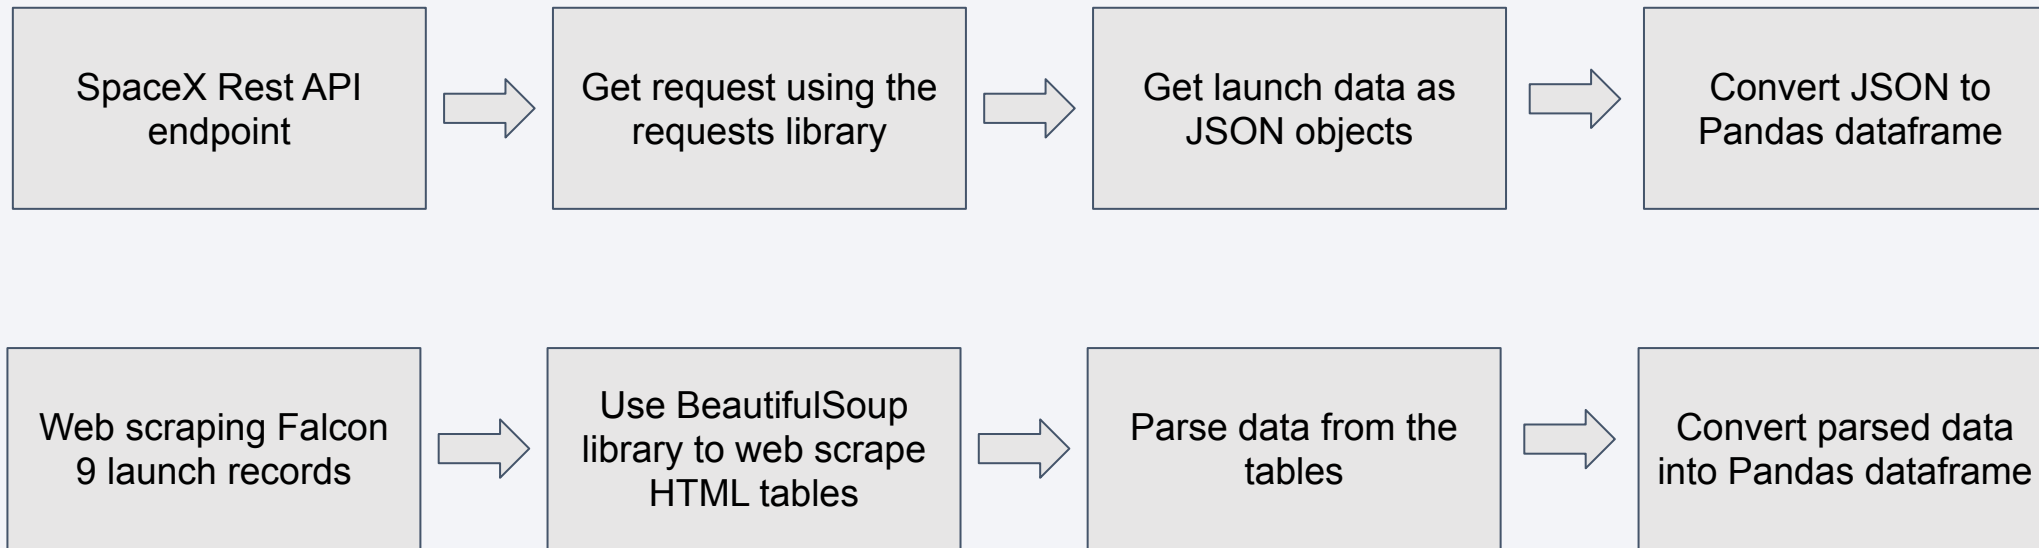 SpaceX Rest API
endpoint
Get request using the
requests library
Get launch data as
JSON objects
Convert JSON to
Pandas dataframe
Web scraping Falcon
9 launch records
Use BeautifulSoup
library to web scrape
HTML tables
Parse data from the
tables
Convert parsed data
into Pandas dataframe